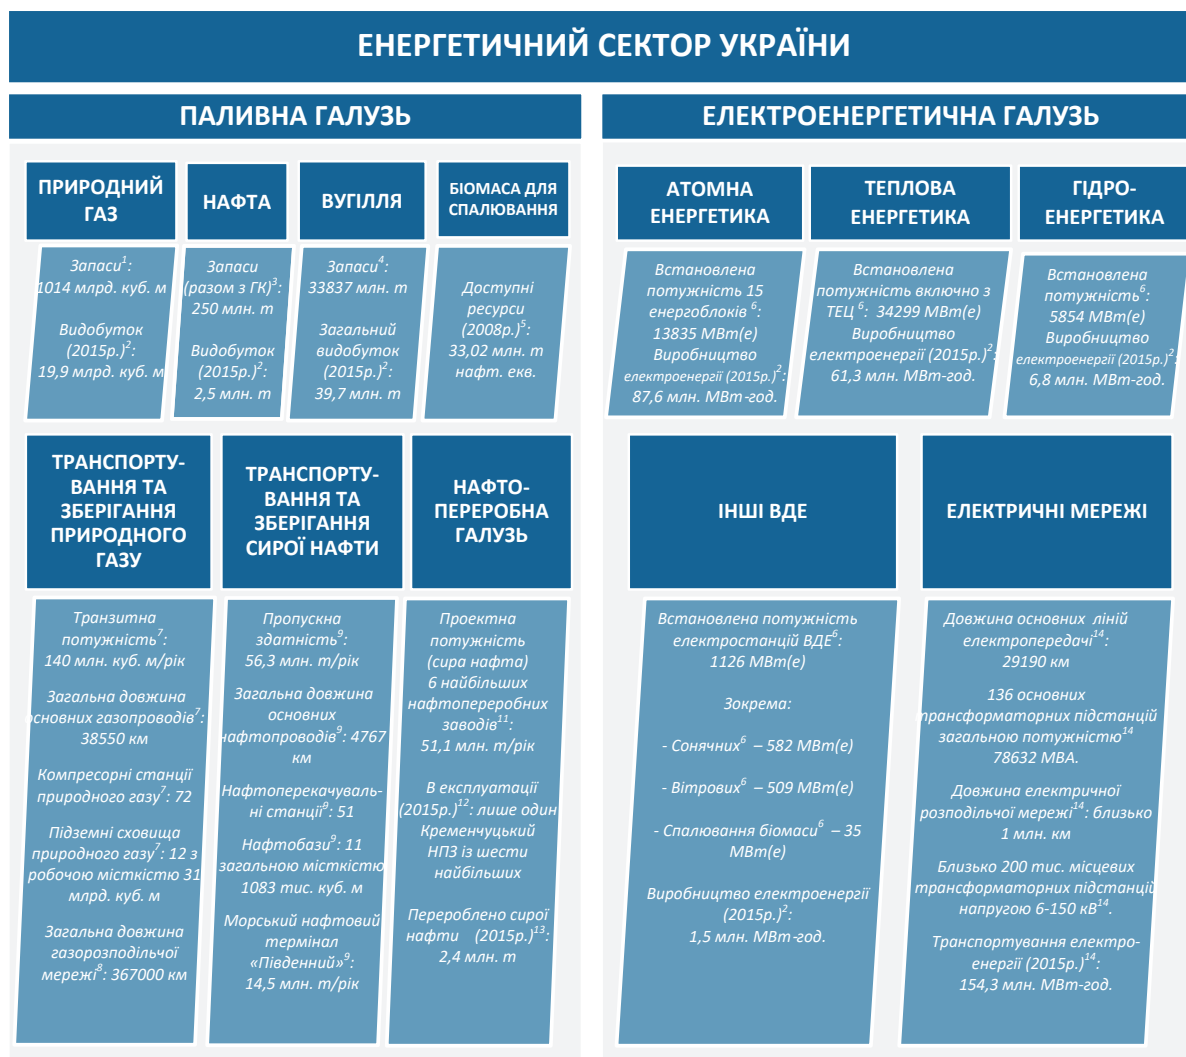 ЕНЕРГЕТИЧНИЙ СЕКТОР УКРАЇНИ
ПАЛИВНА ГАЛУЗЬ
ПРИРОДНИЙ
ГАЗ
НАФТА
ВУГІЛЛЯ
БІОМАСА ДЛЯ
СПАЛЮВАННЯ
Запаси1:
1014 млрд. куб. м
Видобуток
(2015р.)2:
19,9 млрд. куб. м
Запаси
(разом з ГК)3:
250 млн. т
Видобуток
(2015р.)2:
2,5 млн. т
Запаси4:
33837 млн. т
Загальний
видобуток
(2015р.)2:
39,7 млн. т
Доступні
ресурси
(2008р.)5:
33,02 млн. т
нафт. екв.
ТРАНСПОРТУ-
ВАННЯ ТА
ЗБЕРІГАННЯ
ПРИРОДНОГО
ГАЗУ
ТРАНСПОРТУ-
ВАННЯ ТА
ЗБЕРІГАННЯ
СИРОЇ НАФТИ
НАФТО-
ПЕРЕРОБНА
ГАЛУЗЬ
Транзитна
потужність7:
140 млн. куб. м/рік
Загальна довжина
основних газопроводів7:
38550 км
Компресорні станції
природного газу7: 72
Підземні сховища
природного газу7: 12 з
робочою місткістю 31
млрд. куб. м
Загальна довжина
газорозподільчої
мережі8: 367000 км
Пропускна
здатність9:
56,3 млн. т/рік
Загальна довжина
основних
нафтопроводів9: 4767
км
Нафтоперекачуваль-
ні станції9: 51
Нафтобази9: 11
загальною місткістю
1083 тис. куб. м
Морський нафтовий
термінал
«Південний»9:
14,5 млн. т/рік
Проектна
потужність
(сира нафта)
6 найбільших
нафтопереробних
заводів11:
51,1 млн. т/рік
В експлуатації
(2015р.)12: лише один
Кременчуцький
НПЗ із шести
найбільших
Перероблено сирої
нафти (2015р.)13:
2,4 млн. т
ЕЛЕКТРОЕНЕРГЕТИЧНА ГАЛУЗЬ
АТОМНА
ЕНЕРГЕТИКА
ТЕПЛОВА
ЕНЕРГЕТИКА
ГІДРО-
ЕНЕРГЕТИКА
Встановлена
потужність 15
енергоблоків 6:
13835 МВт(е)
Виробництво
електроенергії (2015р.)2:
87,6 млн. МВт-год.
Встановлена
потужність включно з
ТЕЦ 6: 34299 МВт(е)
Виробництво
електроенергії (2015р.)2:
61,3 млн. МВт-год.
Встановлена
потужність6:
5854 МВт(е)
Виробництво
електроенергії (2015р.)2:
6,8 млн. МВт-год.
ІНШІ ВДЕ
ЕЛЕКТРИЧНІ МЕРЕЖІ
Встановлена потужність
електростанцій ВДЕ6:
1126 МВт(е)
Зокрема:
- Сонячних6 – 582 МВт(е)
- Вітрових6 – 509 МВт(е)
- Спалювання біомаси6 – 35
МВт(е)
Виробництво електроенергії
(2015р.)2:
1,5 млн. МВт-год.
Довжина основних ліній
електропередачі14:
29190 км
136 основних
трансформаторних підстанцій
загальною потужністю14
78632 МВА.
Довжина електричної
розподільчої мережі14: близько
1 млн. км
Близько 200 тис. місцевих
трансформаторних підстанцій
напругою 6-150 кВ14.
Транспортування електро-
енергії (2015р.)14:
154,3 млн. МВт-год.